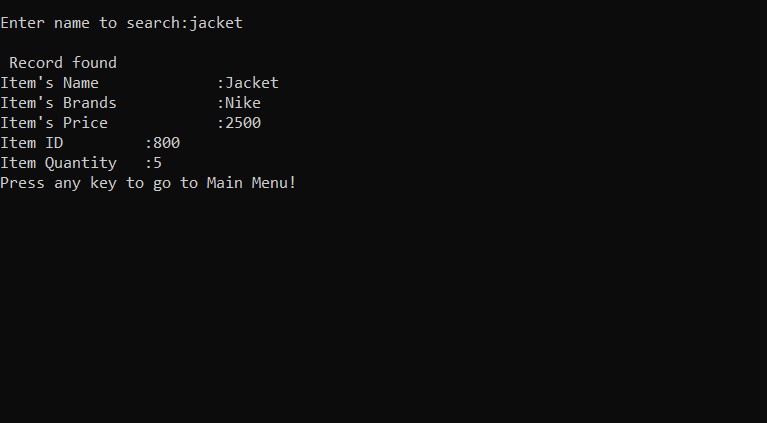 Enter name to search:jacket
Record found
Item's Name :Jacket
Item's Brands :Nike
Item's Price :2500
Item ID :800
Item Quantity :5
Press any key to go to Main Menu!